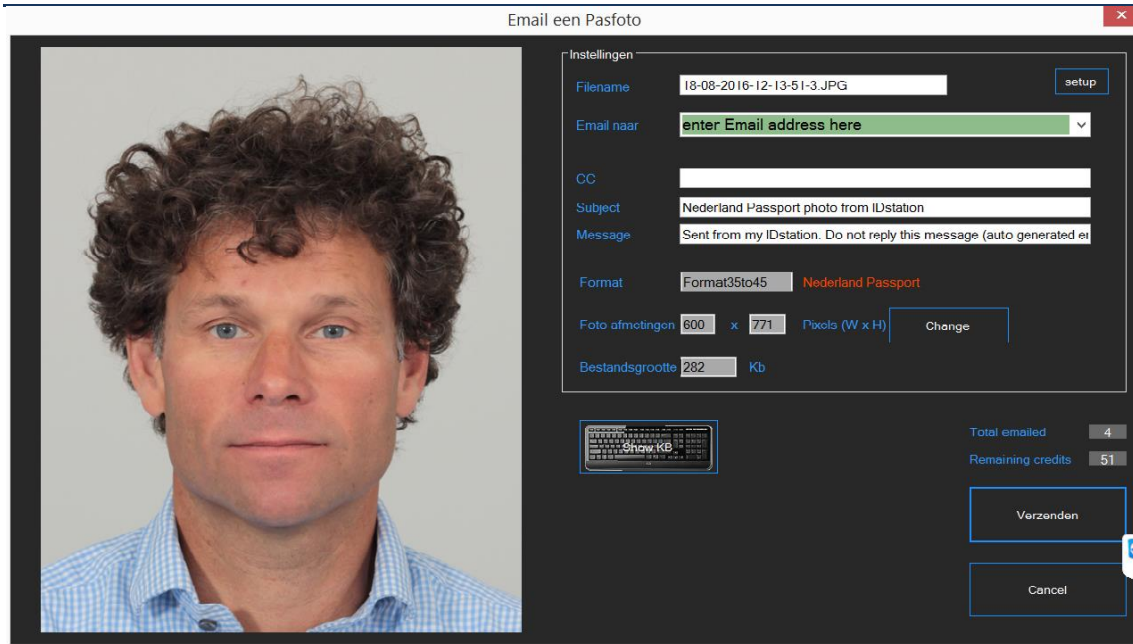 Email een Pasfoto
Instellingen
Filename 18-08-2016-12-13-51-3.JPG setup
Email naar enter Email address here
CC
Subject Nederland Passport photo from IDstation
Message Sent from my IDstation. Do not reply this message (auto generated er
Format Format35to45 Nederland Passport
Foto afmetingen 600 x 771 Pixels (W x H) Change
Bestandsgrootte 282 Kb
Show KB
Total emailed 4
Remaining credits 51
Verzenden
Cancel